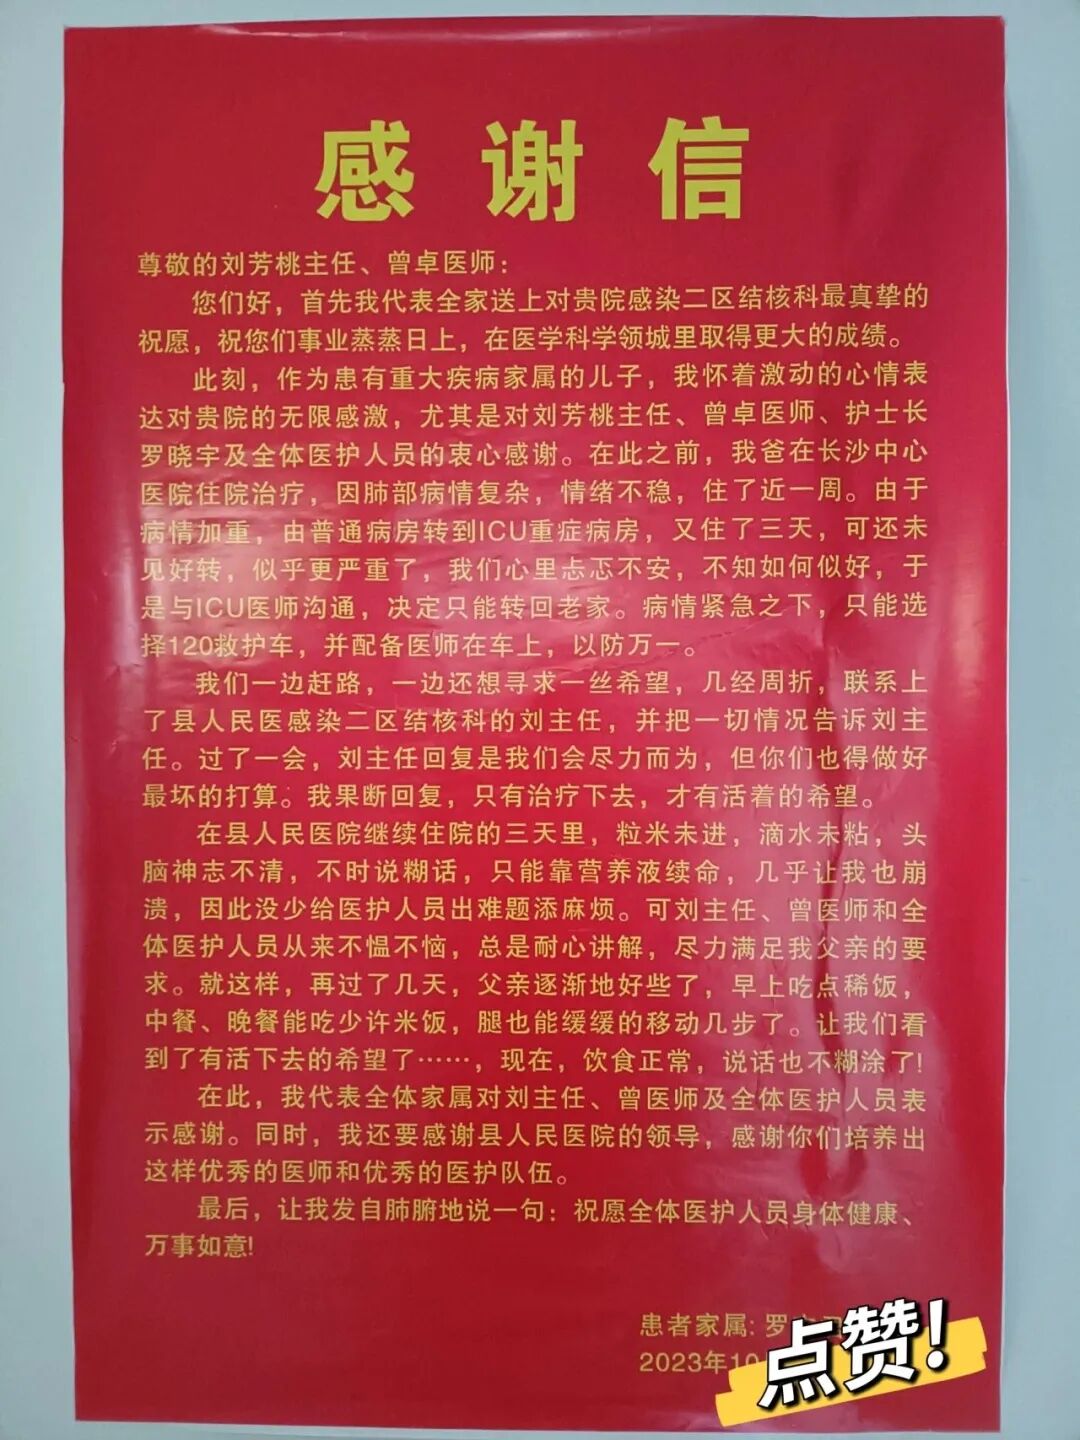 感谢信
尊敬的刘芳桃主任、曾卓医师：
您们好，首先我代表全家送上对贵院感染二区结核科最真挚的
祝愿，祝您们事业蒸蒸日上，在医学科学领城里取得更大的成绩。
此刻，作为患有重大疾病家属的儿子，我怀着激动的心情表
达对贵院的无限感激，尤其是对刘芳桃主任、曾卓医师、护士长
罗晓宇及全体医护人员的衷心感谢。在此之前，我爸在长沙中心
医院住院治疗，因肺部病情复杂，情绪不稳，住了近一周。由于
病情加重，由普通病房转到ICU重症病房，又住了三天，可还未
见好转，似乎更严重了，我们心里忐忑不安，不知如何似好，于
是与ICU医师沟通，决定只能转回老家。病情紧急之下，只能选
择120救护车，并配备医师在车上，以防万一。
我们一边赶路，一边还想寻求一丝希望，几经周折，联系上
了县人民医感染二区结核科的刘主任，并把一切情况告诉刘主
任。过了一会，刘主任回复是我们会尽力而为，但你们也得做好
最坏的打算。我果断回复，只有治疗下去，才有活着的希望。
在县人民医院继续住院的三天里，粒米未进，滴水未粘，头
脑神志不清，不时说糊话，只能靠营养液续命，几乎让我也崩
溃，因此没少给医护人员出难题添麻烦。可刘主任、曾医师和全
体医护人员从来不愠不恼，总是耐心讲解，尽力满足我父亲的要
求。就这样，再过了几天，父亲逐渐地好些了，早上吃点稀饭，
中餐、晚餐能吃少许米饭，腿也能缓缓的移动几步了。让我们看
到了有活下去的希望了……，现在，饮食正常，说话也不糊涂了!
在此，我代表全体家属对刘主任、曾医师及全体医护人员表
示感谢。同时，我还要感谢县人民医院的领导，感谢你们培养出
这样优秀的医师和优秀的医护队伍。
最后，让我发自肺腑地说一句：祝愿全体医护人员身体健康、
万事如意!
患者家属: 罗
2023年10
点赞!